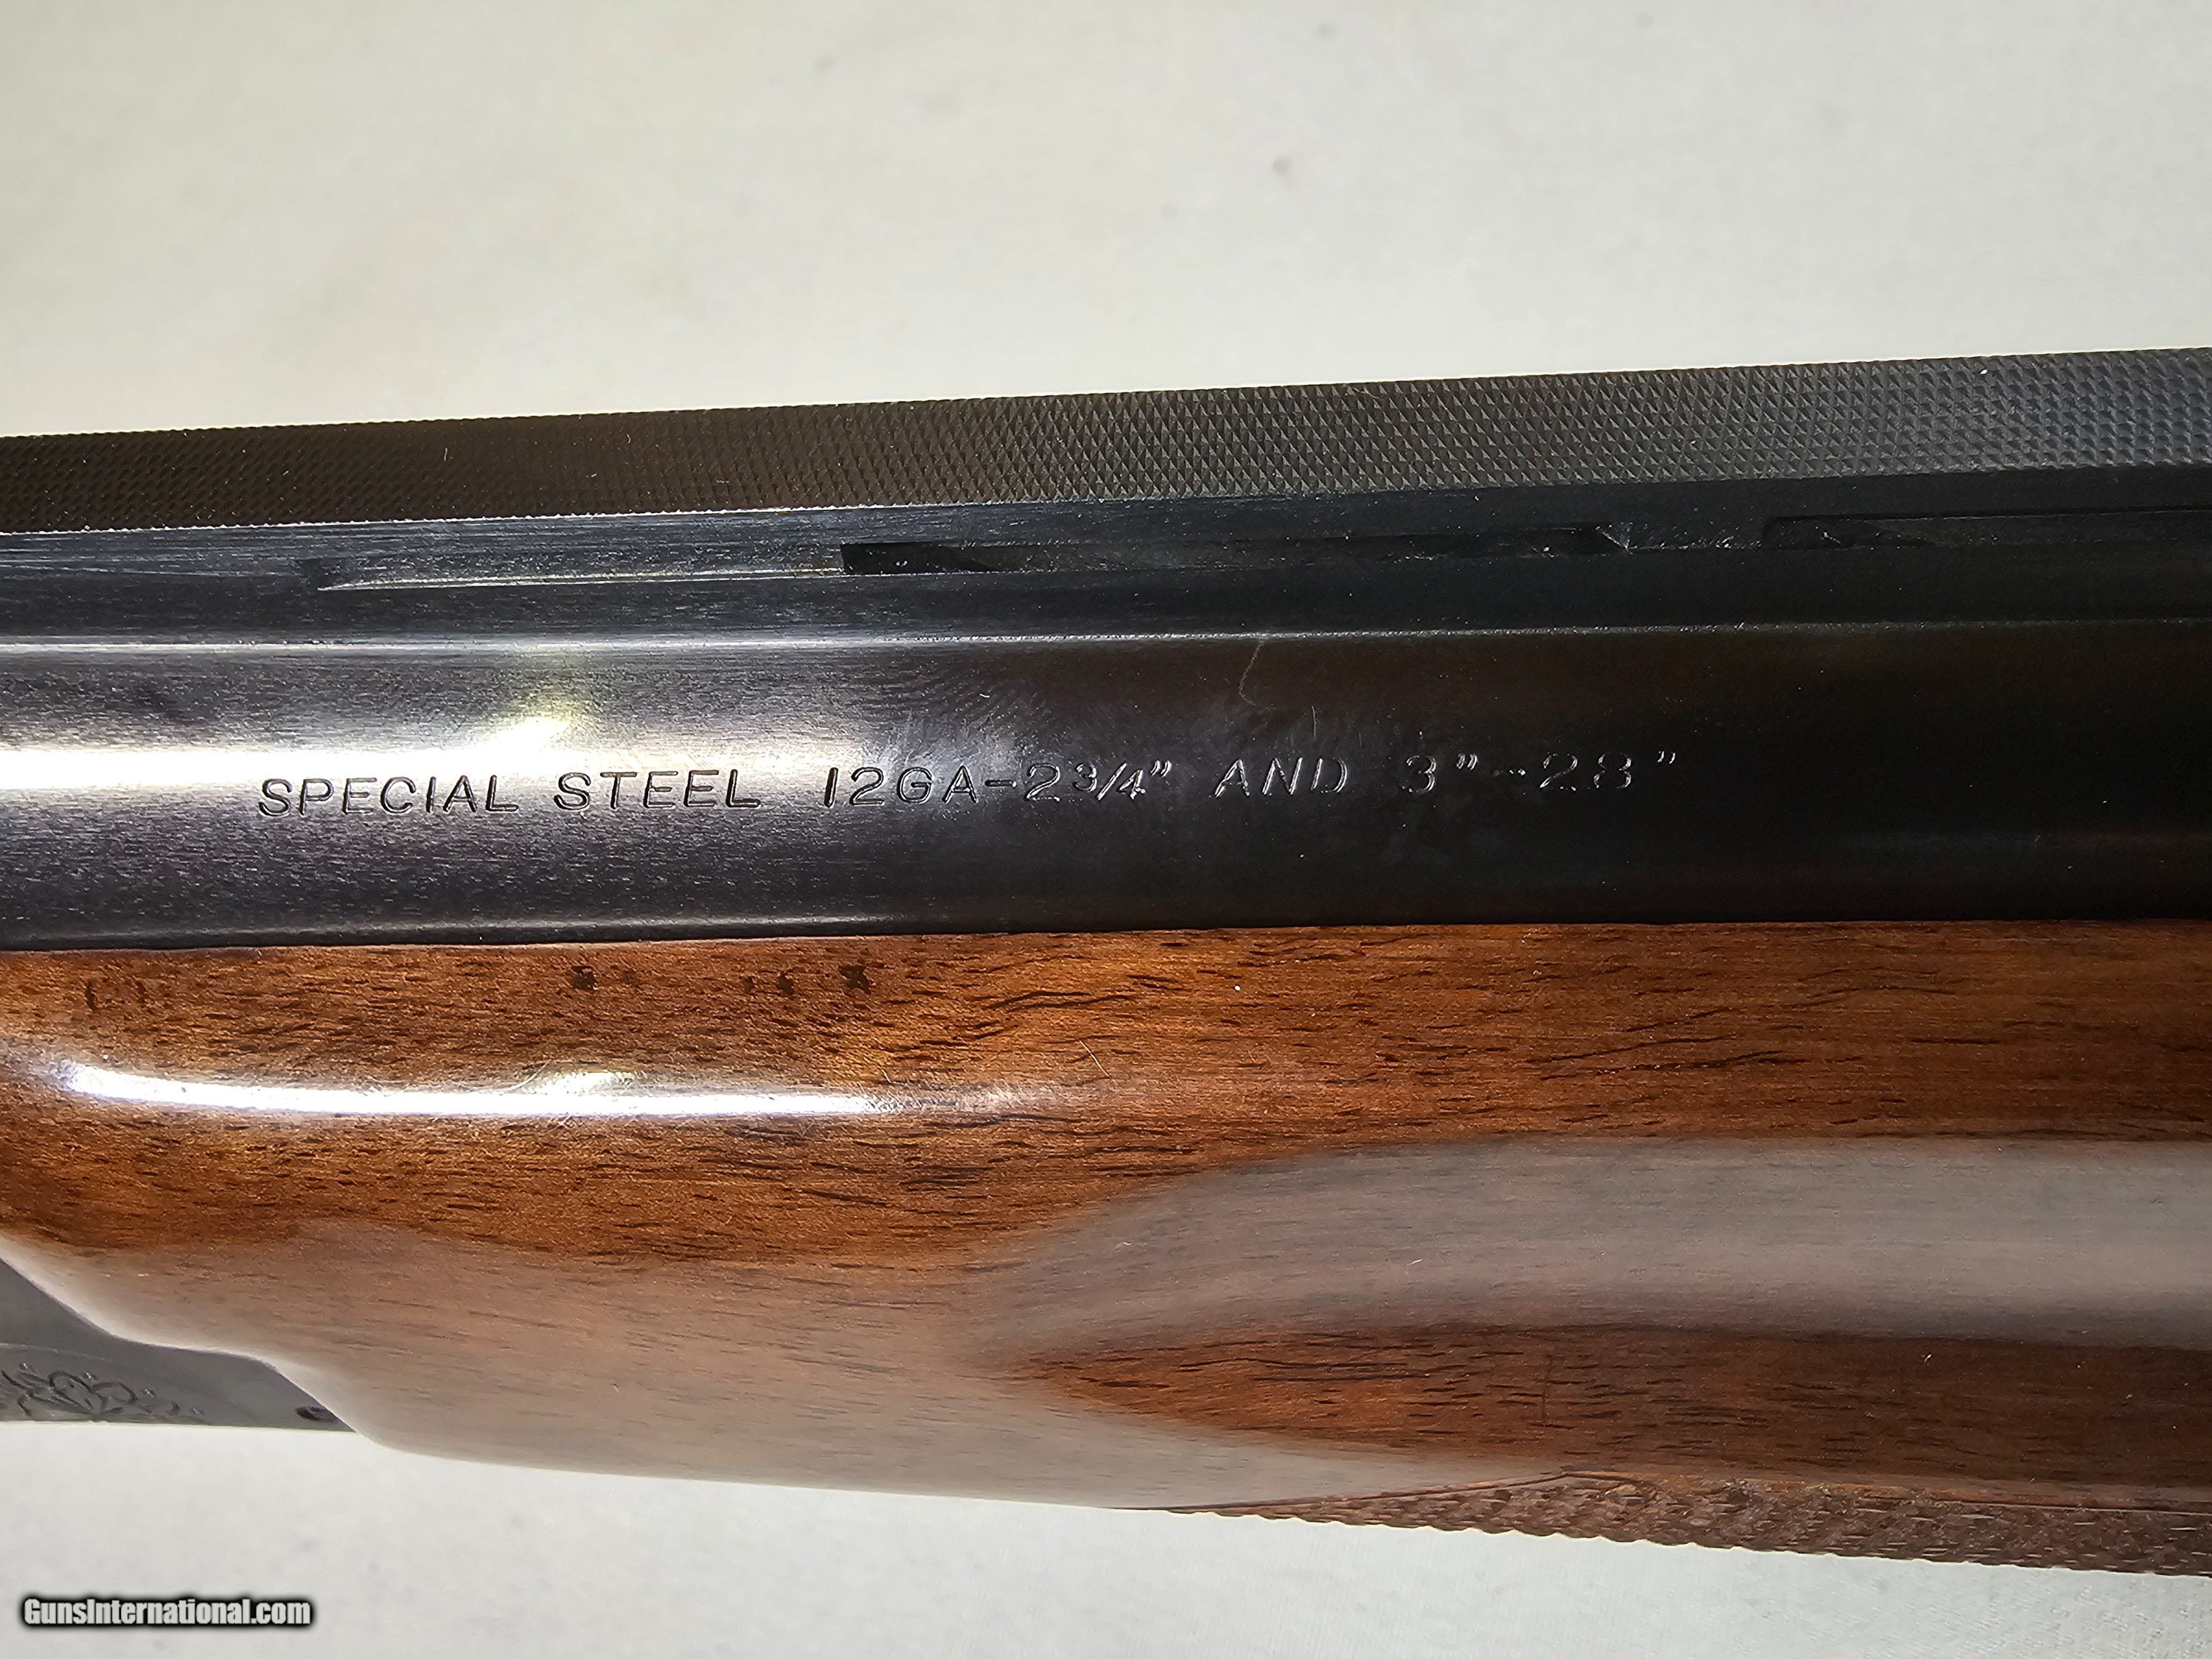 SPECIAL STEEL 12GA-2¾" AND 3"-28"
GunsInternational.com